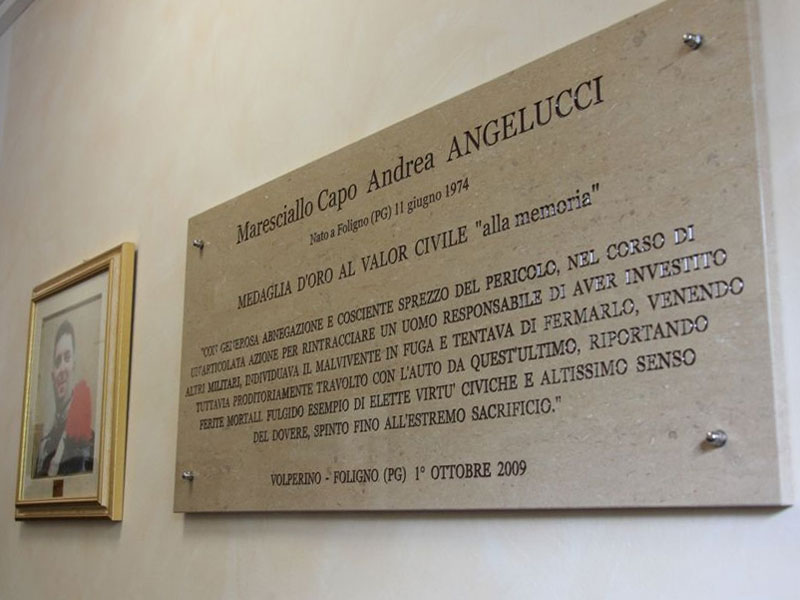 Maresciallo Capo Andrea ANGELUCCI
Nato a Foligno (PG) 11 giugno 1974
MEDAGLIA D'ORO AL VALOR CIVILE "alla memoria"
"CON GENEROSA ABNEGAZIONE E COSCIENTE SPREZZO DEL PERICOLO, NEL CORSO DI
UN'ARTICOLATA AZIONE PER RINTRACCIARE UN UOMO RESPONSABILE DI AVER INVESTITO
ALTRI MILITARI, INDIVIDUAVA IL MALVIVENTE IN FUGA E TENTAVA DI FERMARLO, VENENDO
TUTTAVIA PRODITORIAMENTE TRAVOLTO CON L'AUTO DA QUEST'ULTIMO, RIPORTANDO
FERITE MORTALI. FULGIDO ESEMPIO DI ELETTE VIRTU' CIVICHE E ALTISSIMO SENSO
DEL DOVERE, SPINTO FINO ALL'ESTREMO SACRIFICIO."
VOLPERINO - FOLIGNO (PG) 1° OTTOBRE 2009